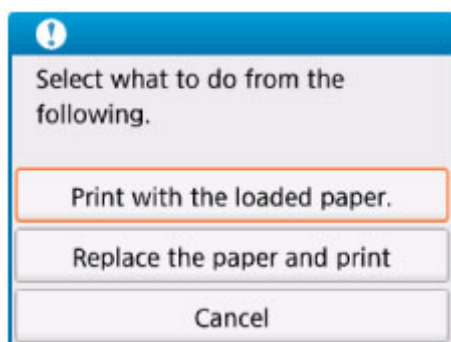 Select what to do from the
following.
Print with the loaded paper.
Replace the paper and print
Cancel